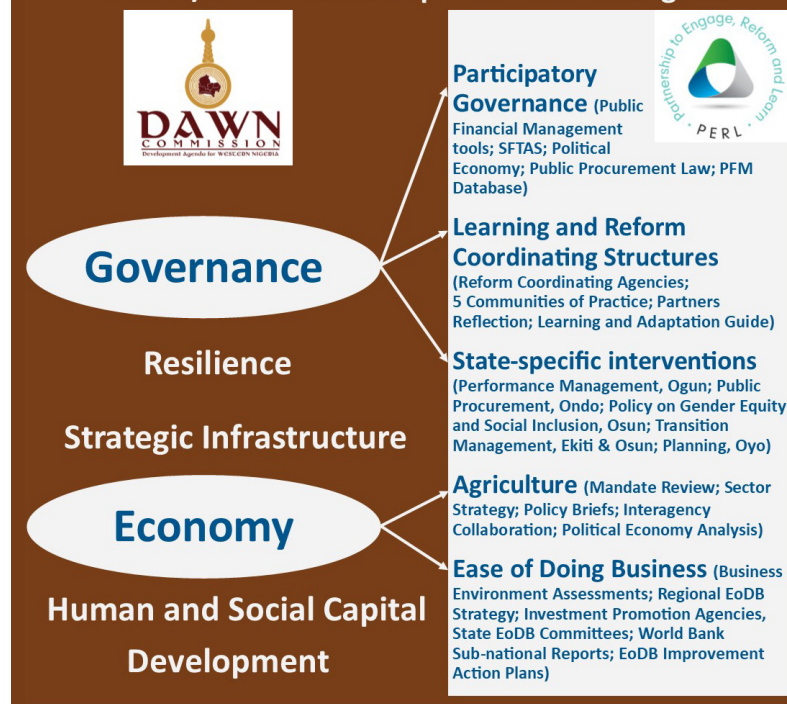 DAWN
COMMISSION
Development Agenda for WESTERN NIGERIA
Partnership to Engage, Reform and Learn
PERL
Governance
Resilience
Strategic Infrastructure
Economy
Human and Social Capital
Development
Participatory
Governance (Public
Financial Management
tools; SFTAS; Political
Economy; Public Procurement Law; PFM
Database)
Learning and Reform
Coordinating Structures
(Reform Coordinating Agencies;
5 Communities of Practice; Partners
Reflection; Learning and Adaptation Guide)
State-specific interventions
(Performance Management, Ogun; Public
Procurement, Ondo; Policy on Gender Equity
and Social Inclusion, Osun; Transition
Management, Ekiti & Osun; Planning, Oyo)
Agriculture (Mandate Review; Sector
Strategy; Policy Briefs; Interagency
Collaboration; Political Economy Analysis)
Ease of Doing Business (Business
Environment Assessments; Regional EoDB
Strategy; Investment Promotion Agencies,
State EoDB Committees; World Bank
Sub-national Reports; EoDB Improvement
Action Plans)